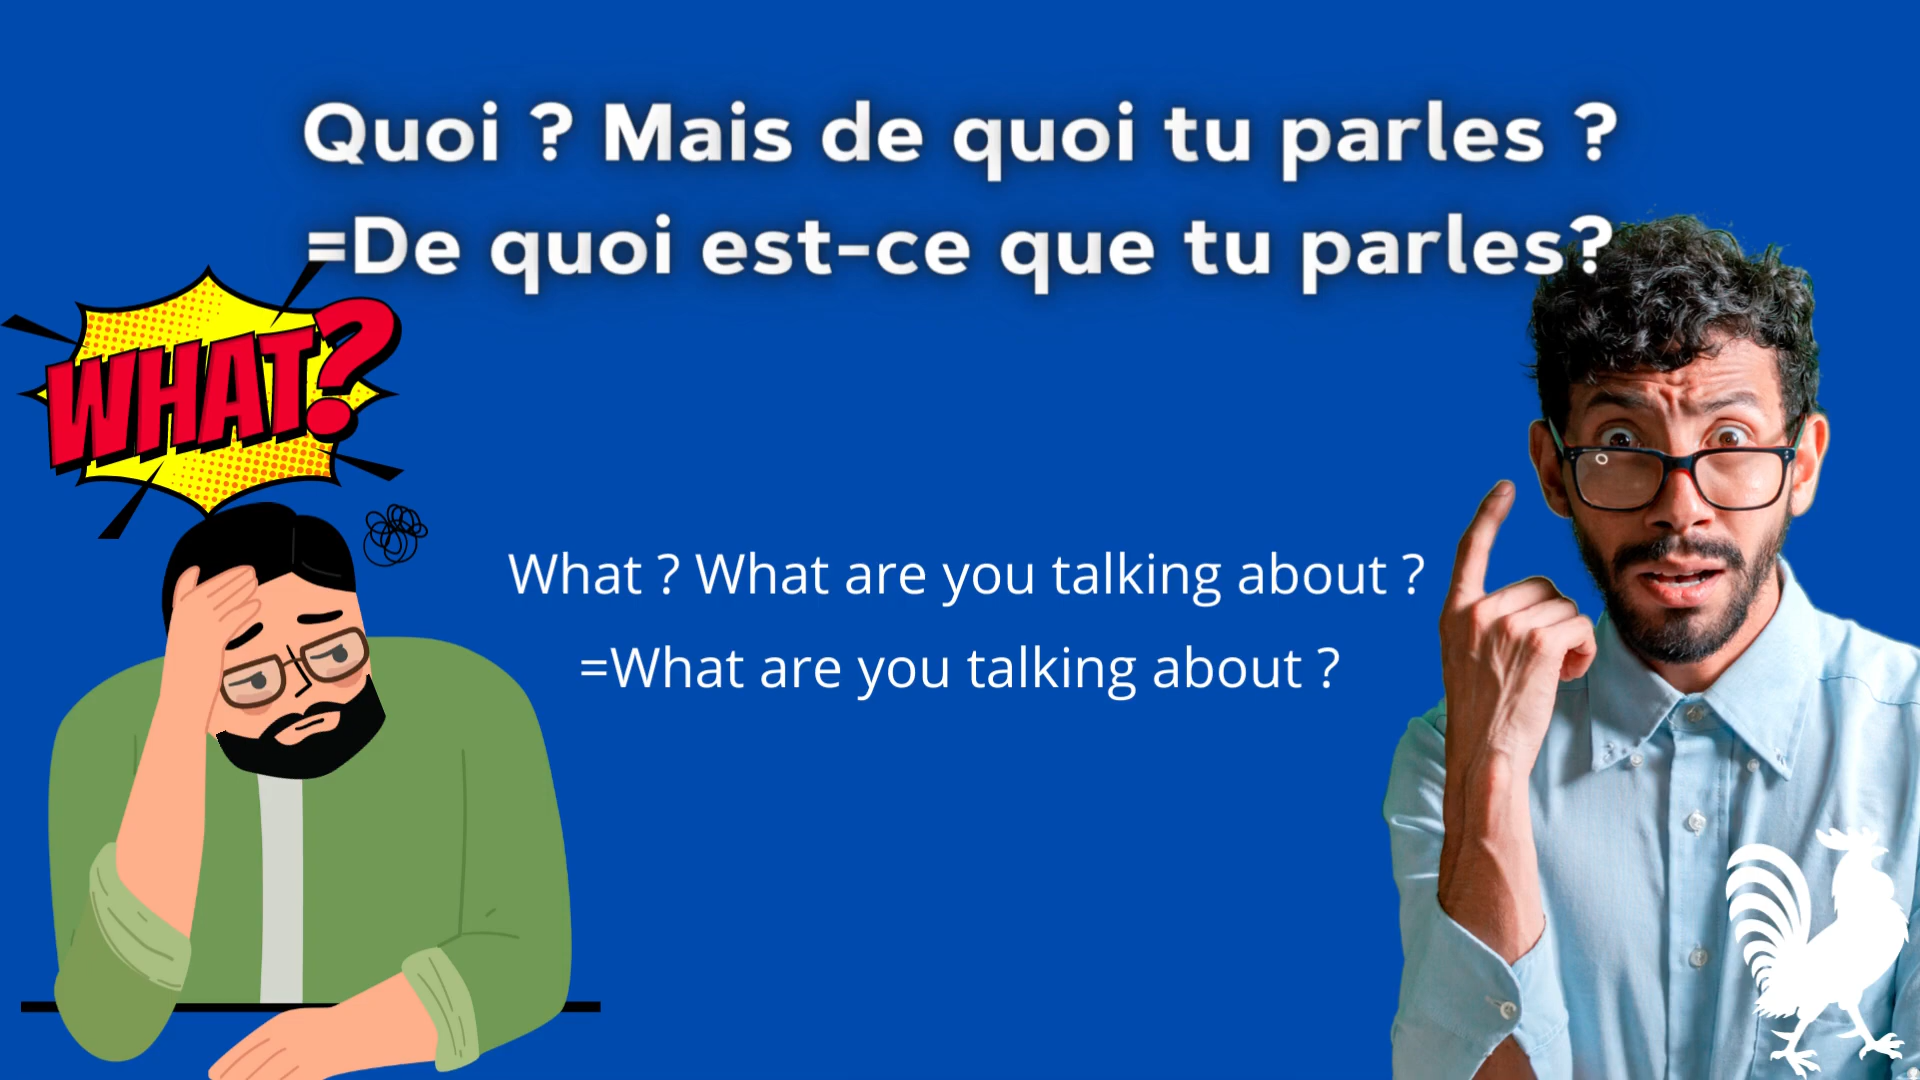 Quoi ? Mais de quoi tu parles ?
=De quoi est-ce que tu parles?
WHAT?
What ? What are you talking about ?
=What are you talking about ?